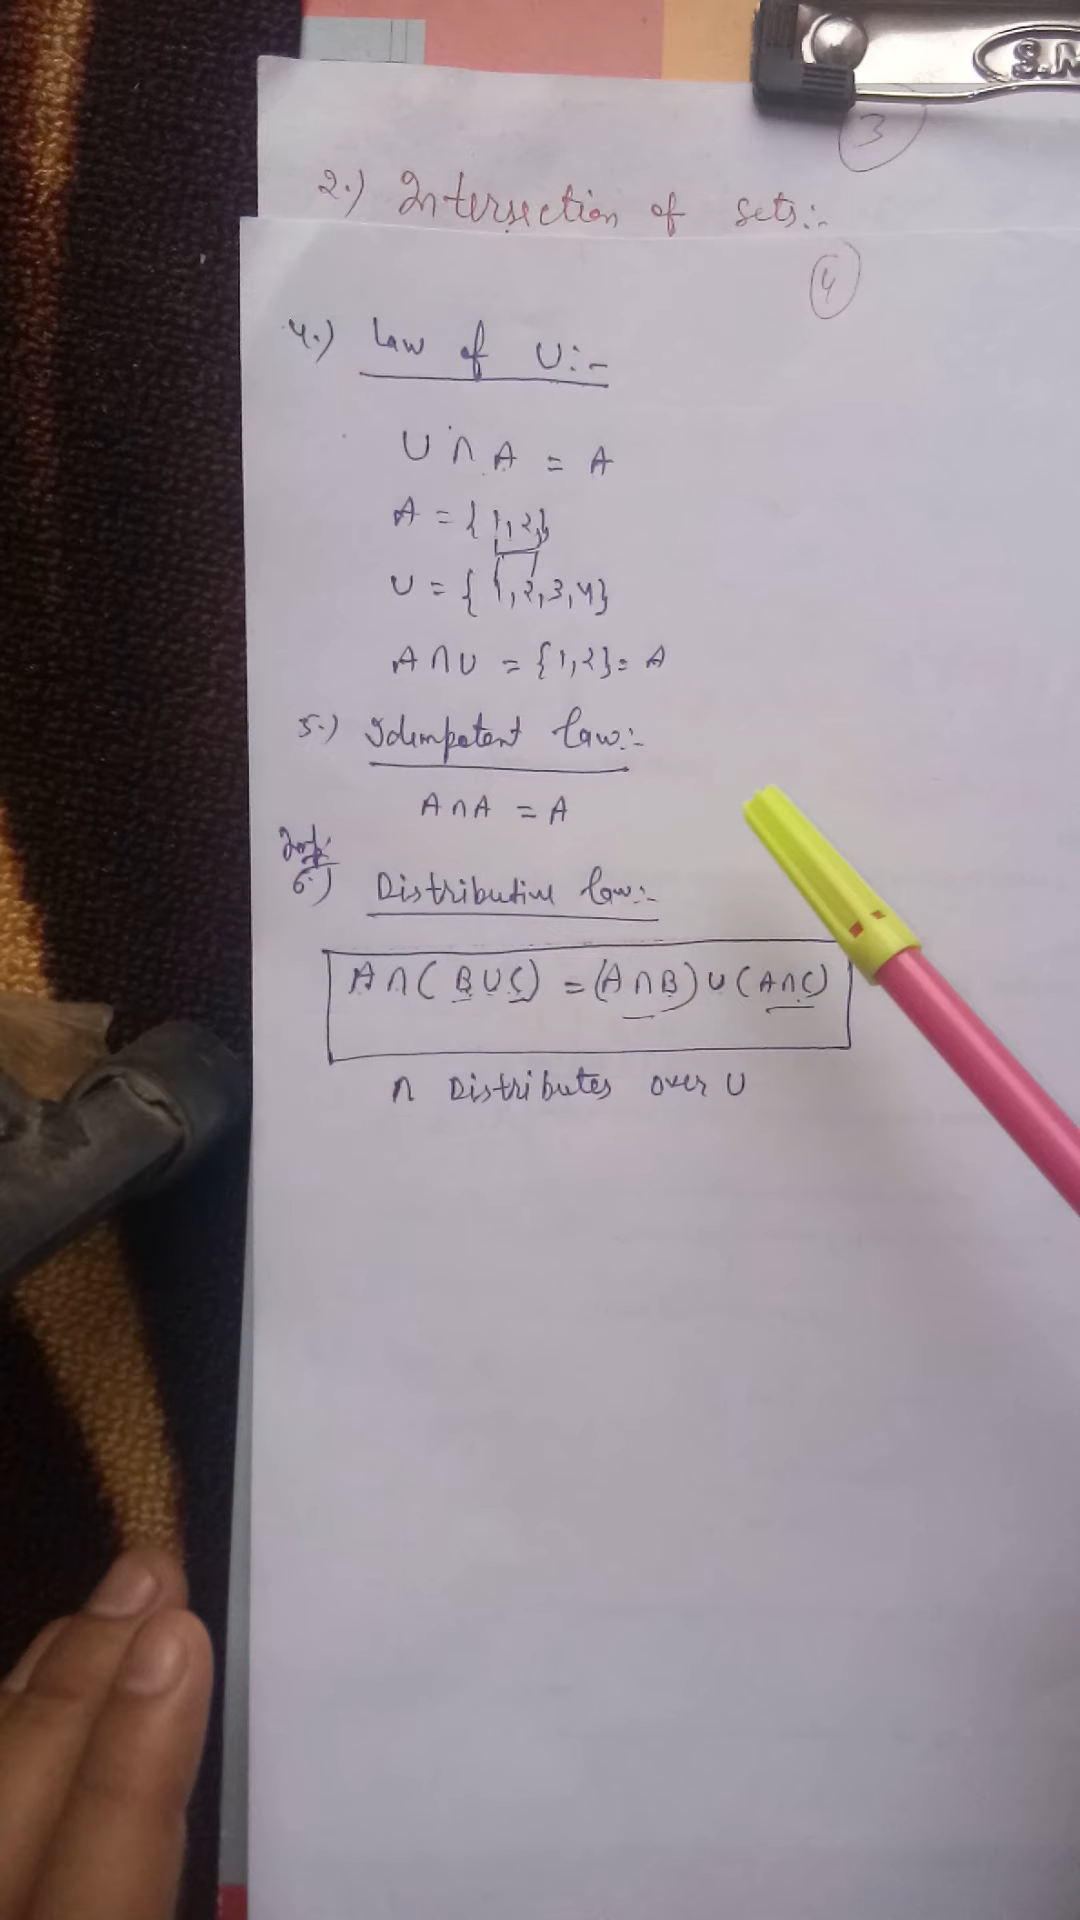 S.M
3
2.) Intersection of sets:-
4
4.) Law of U:-
U ∩ A = A
A = {1,2}
U = {1,2,3,4}
A∩U = {1,2} = A
5.) Idempotent law:-
A∩A = A
Imp:
6.) Distributive law:-
A∩(B∪C) = (A∩B)∪(A∩C)
∩ Distributes over U